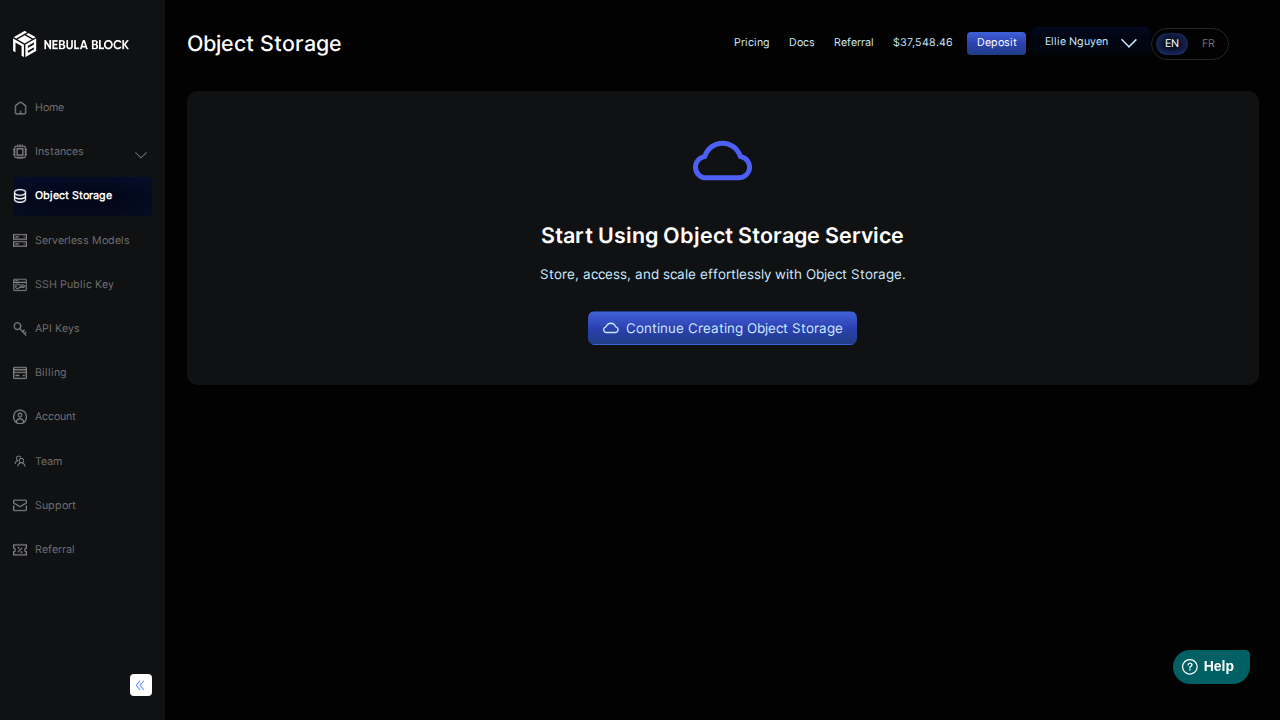 NEBULA BLOCK
Object Storage
Pricing
Docs
Referral
$37,548.46
Deposit
Ellie Nguyen
EN
FR
Home
Instances
Object Storage
Serverless Models
SSH Public Key
API Keys
Billing
Account
Team
Support
Referral
Start Using Object Storage Service
Store, access, and scale effortlessly with Object Storage.
Continue Creating Object Storage
Help